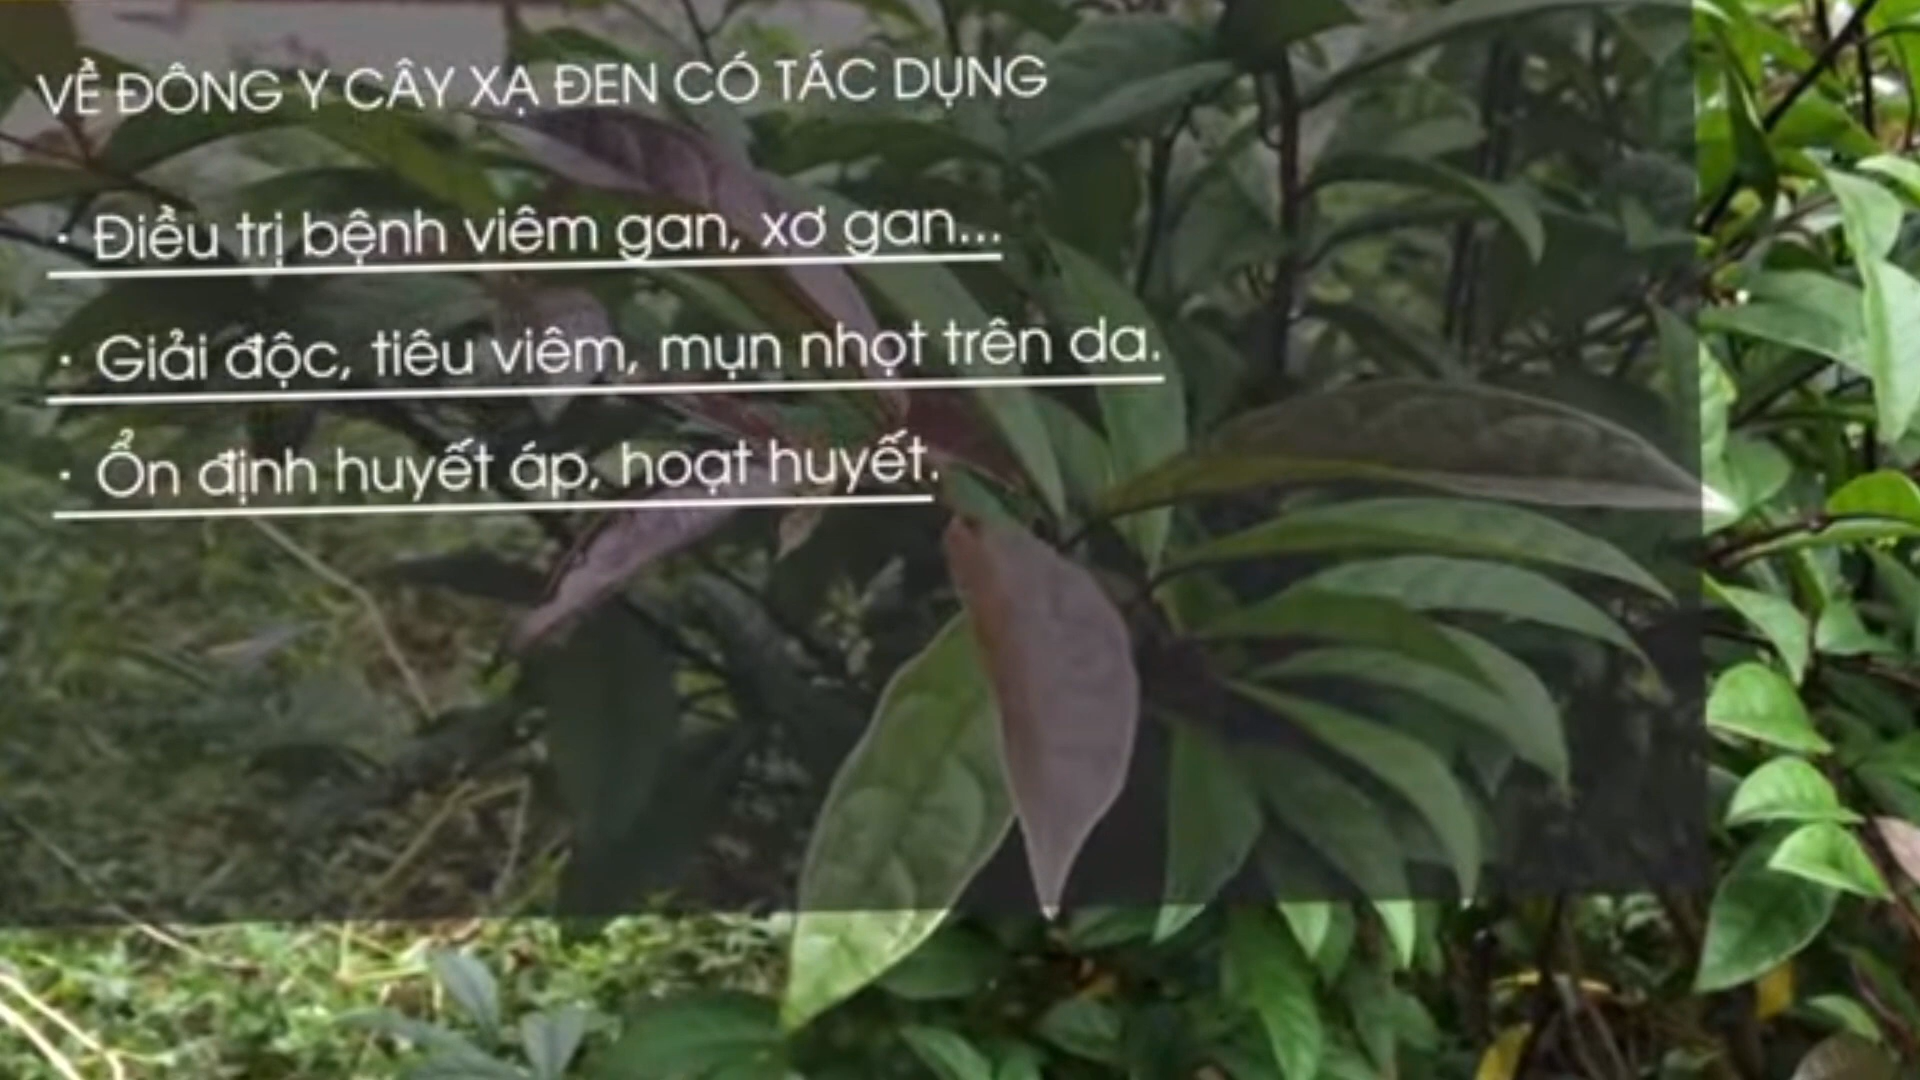 VỀ ĐÔNG Y CÂY XẠ ĐEN CÓ TÁC DỤNG
· Điều trị bệnh viêm gan, xơ gan...
· Giải độc, tiêu viêm, mụn nhọt trên da.
· Ổn định huyết áp, hoạt huyết.